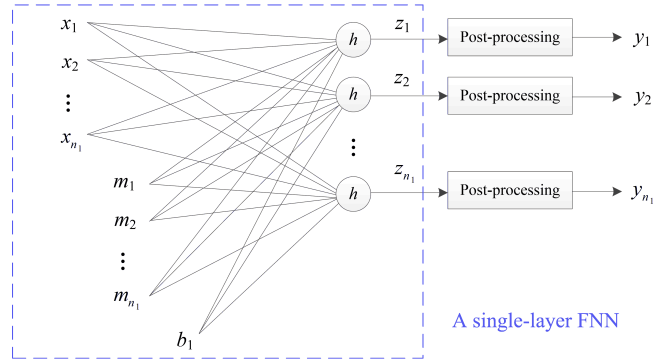 x₁ h z₁ Post-processing y₁
x₂ h z₂ Post-processing y₂
⋮ ⋮
xₙ₁
h zₙ₁ Post-processing yₙ₁
m₁
m₂
⋮
mₙ₁
b₁
A single-layer FNN